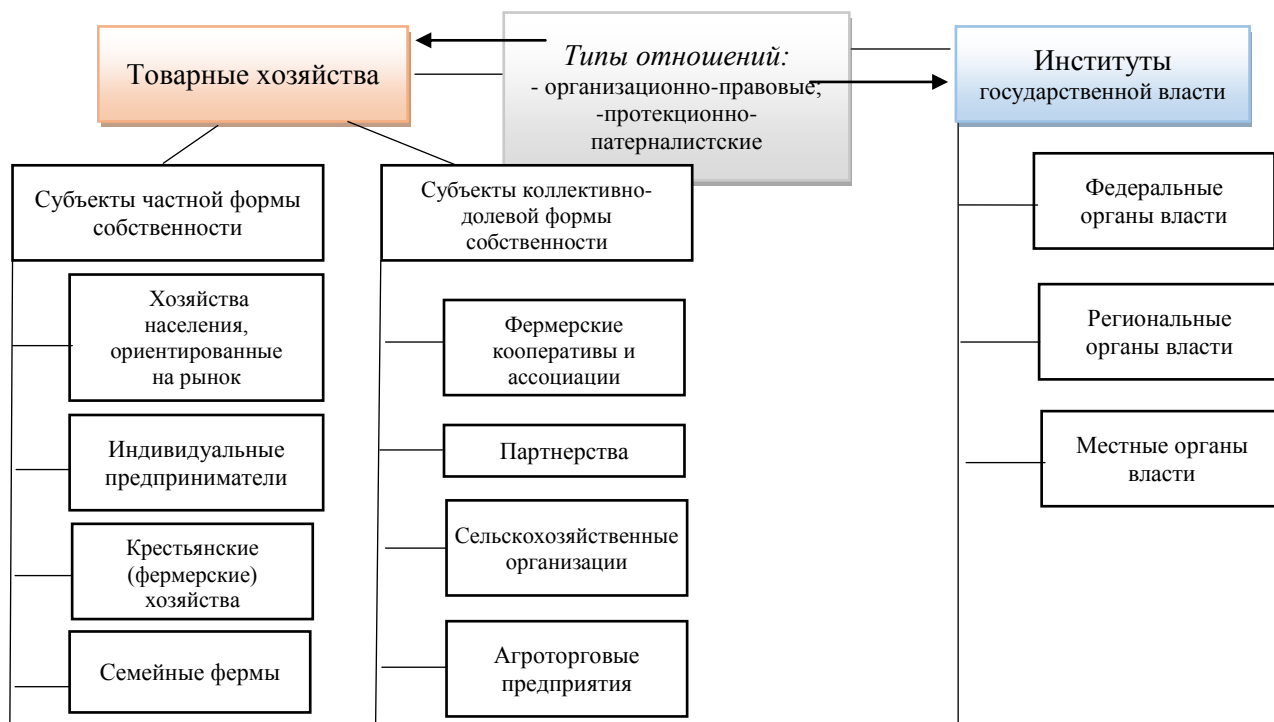 Товарные хозяйства
Типы отношений:
- организационно-правовые;
-протекционно-
патерналистские
Институты
государственной власти
Субъекты частной формы
собственности
Хозяйства
населения,
ориентированные
на рынок
Индивидуальные
предприниматели
Крестьянские
(фермерские)
хозяйства
Семейные фермы
Субъекты коллективно-
долевой формы
собственности
Фермерские
кооперативы и
ассоциации
Партнерства
Сельскохозяйственные
организации
Агроторговые
предприятия
Федеральные
органы власти
Региональные
органы власти
Местные органы
власти